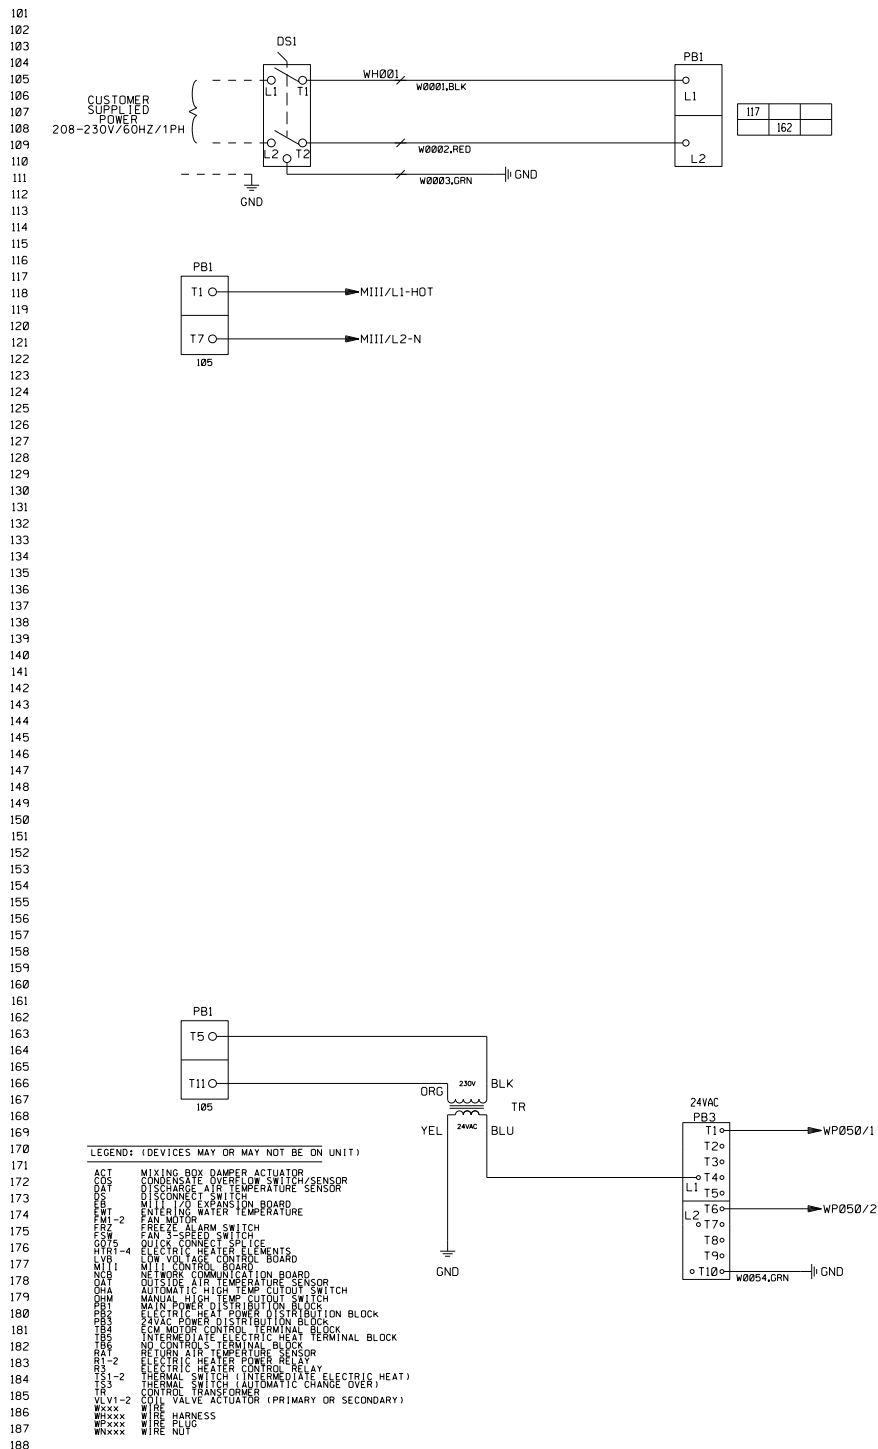 101
102
103
104
105
106
107
108
109
110
111
112
113
114
115
116
117
118
119
120
121
122
123
124
125
126
127
128
129
130
131
132
133
134
135
136
137
138
139
140
141
142
143
144
145
146
147
148
149
150
151
152
153
154
155
156
157
158
159
160
161
162
163
164
165
166
167
168
169
170
171
172
173
174
175
176
177
178
179
180
181
182
183
184
185
186
187
188
DS1
CUSTOMER
SUPPLIED
POWER
208-230V/60HZ/1PH
L1 T1
L2 T2
GND
WH001
W0001,BLK
W0002,RED
W0003,GRN
GND
PB1
L1
L2
117
162
PB1
T1
MIII/L1-HOT
T7
MIII/L2-N
105
PB1
T5
T11
105
ORG 230V BLK
TR
YEL 24VAC BLU
GND
24VAC
PB3
T1
WP050/1
T2
T3
T4
L1
T5
T6
WP050/2
L2
T7
T8
T9
T10
W0054,GRN
GND
LEGEND: (DEVICES MAY OR MAY NOT BE ON UNIT)
ACT MIXING BOX DAMPER ACTUATOR
COS CONDENSATE OVERFLOW SWITCH/SENSOR
DAT DISCHARGE AIR TEMPERATURE SENSOR
DS DISCONNECT SWITCH
EB MIII I/O EXPANSION BOARD
EWT ENTERING WATER TEMPERATURE
FM1-2 FAN MOTOR
FRZ FREEZE ALARM SWITCH
FSW FAN 3-SPEED SWITCH
GO75 QUICK CONNECT SPLICE
HTR1-4 ELECTRIC HEATER ELEMENTS
LVB LOW VOLTAGE CONTROL BOARD
MIII MIII CONTROL BOARD
NCB NETWORK COMMUNICATION BOARD
OAT OUTSIDE AIR TEMPERATURE SENSOR
OHA AUTOMATIC HIGH TEMP CUTOUT SWITCH
OHM MANUAL HIGH TEMP CUTOUT SWITCH
PB1 MAIN POWER DISTRIBUTION BLOCK
PB2 ELECTRIC HEAT POWER DISTRIBUTION BLOCK
PB3 24VAC POWER DISTRIBUTION BLOCK
TB4 ECM MOTOR CONTROL TERMINAL BLOCK
TB5 INTERMEDIATE ELECTRIC HEAT TERMINAL BLOCK
TB6 NO CONTROLS TERMINAL BLOCK
RAT RETURN AIR TEMPERTURE SENSOR
R1-2 ELECTRIC HEATER POWER RELAY
R3 ELECTRIC HEATER CONTROL RELAY
TS1-2 THERMAL SWITCH (INTERMEDIATE ELECTRIC HEAT)
TS3 THERMAL SWITCH (AUTOMATIC CHANGE OVER)
TR CONTROL TRANSFORMER
VLV1-2 COIL VALVE ACTUATOR (PRIMARY OR SECONDARY)
Wxxx WIRE
WHxxx WIRE HARNESS
WPxxx WIRE PLUG
WNxxx WIRE NUT